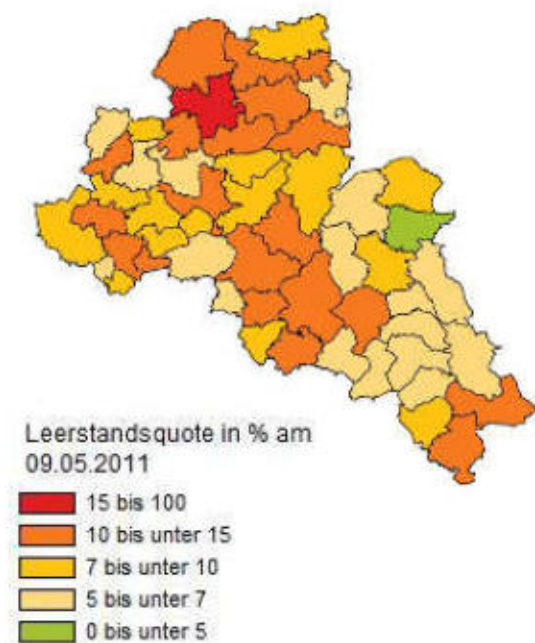 Leerstandsquote in % am
09.05.2011
15 bis 100
10 bis unter 15
7 bis unter 10
5 bis unter 7
0 bis unter 5